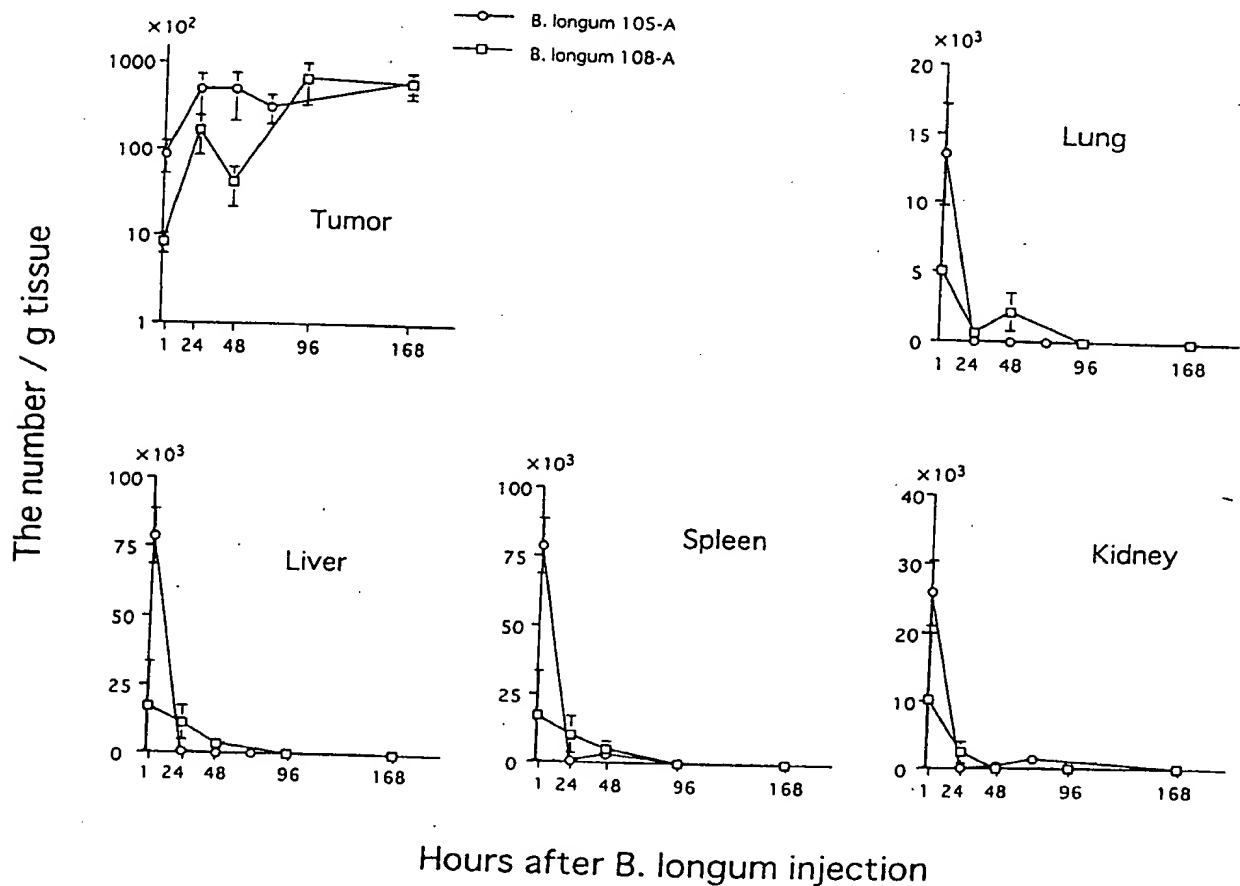 B. longum 105-A
B. longum 108-A
The number / g tissue
×10²
1000
100
10
1
1 24 48 96 168
Tumor
×10³
20
15
10
5
0
1 24 48 96 168
Lung
×10³
100
75
50
25
0
1 24 48 96 168
Liver
×10³
100
75
50
25
0
1 24 48 96 168
Spleen
×10³
40
30
20
10
0
1 24 48 96 168
Kidney
Hours after B. longum injection